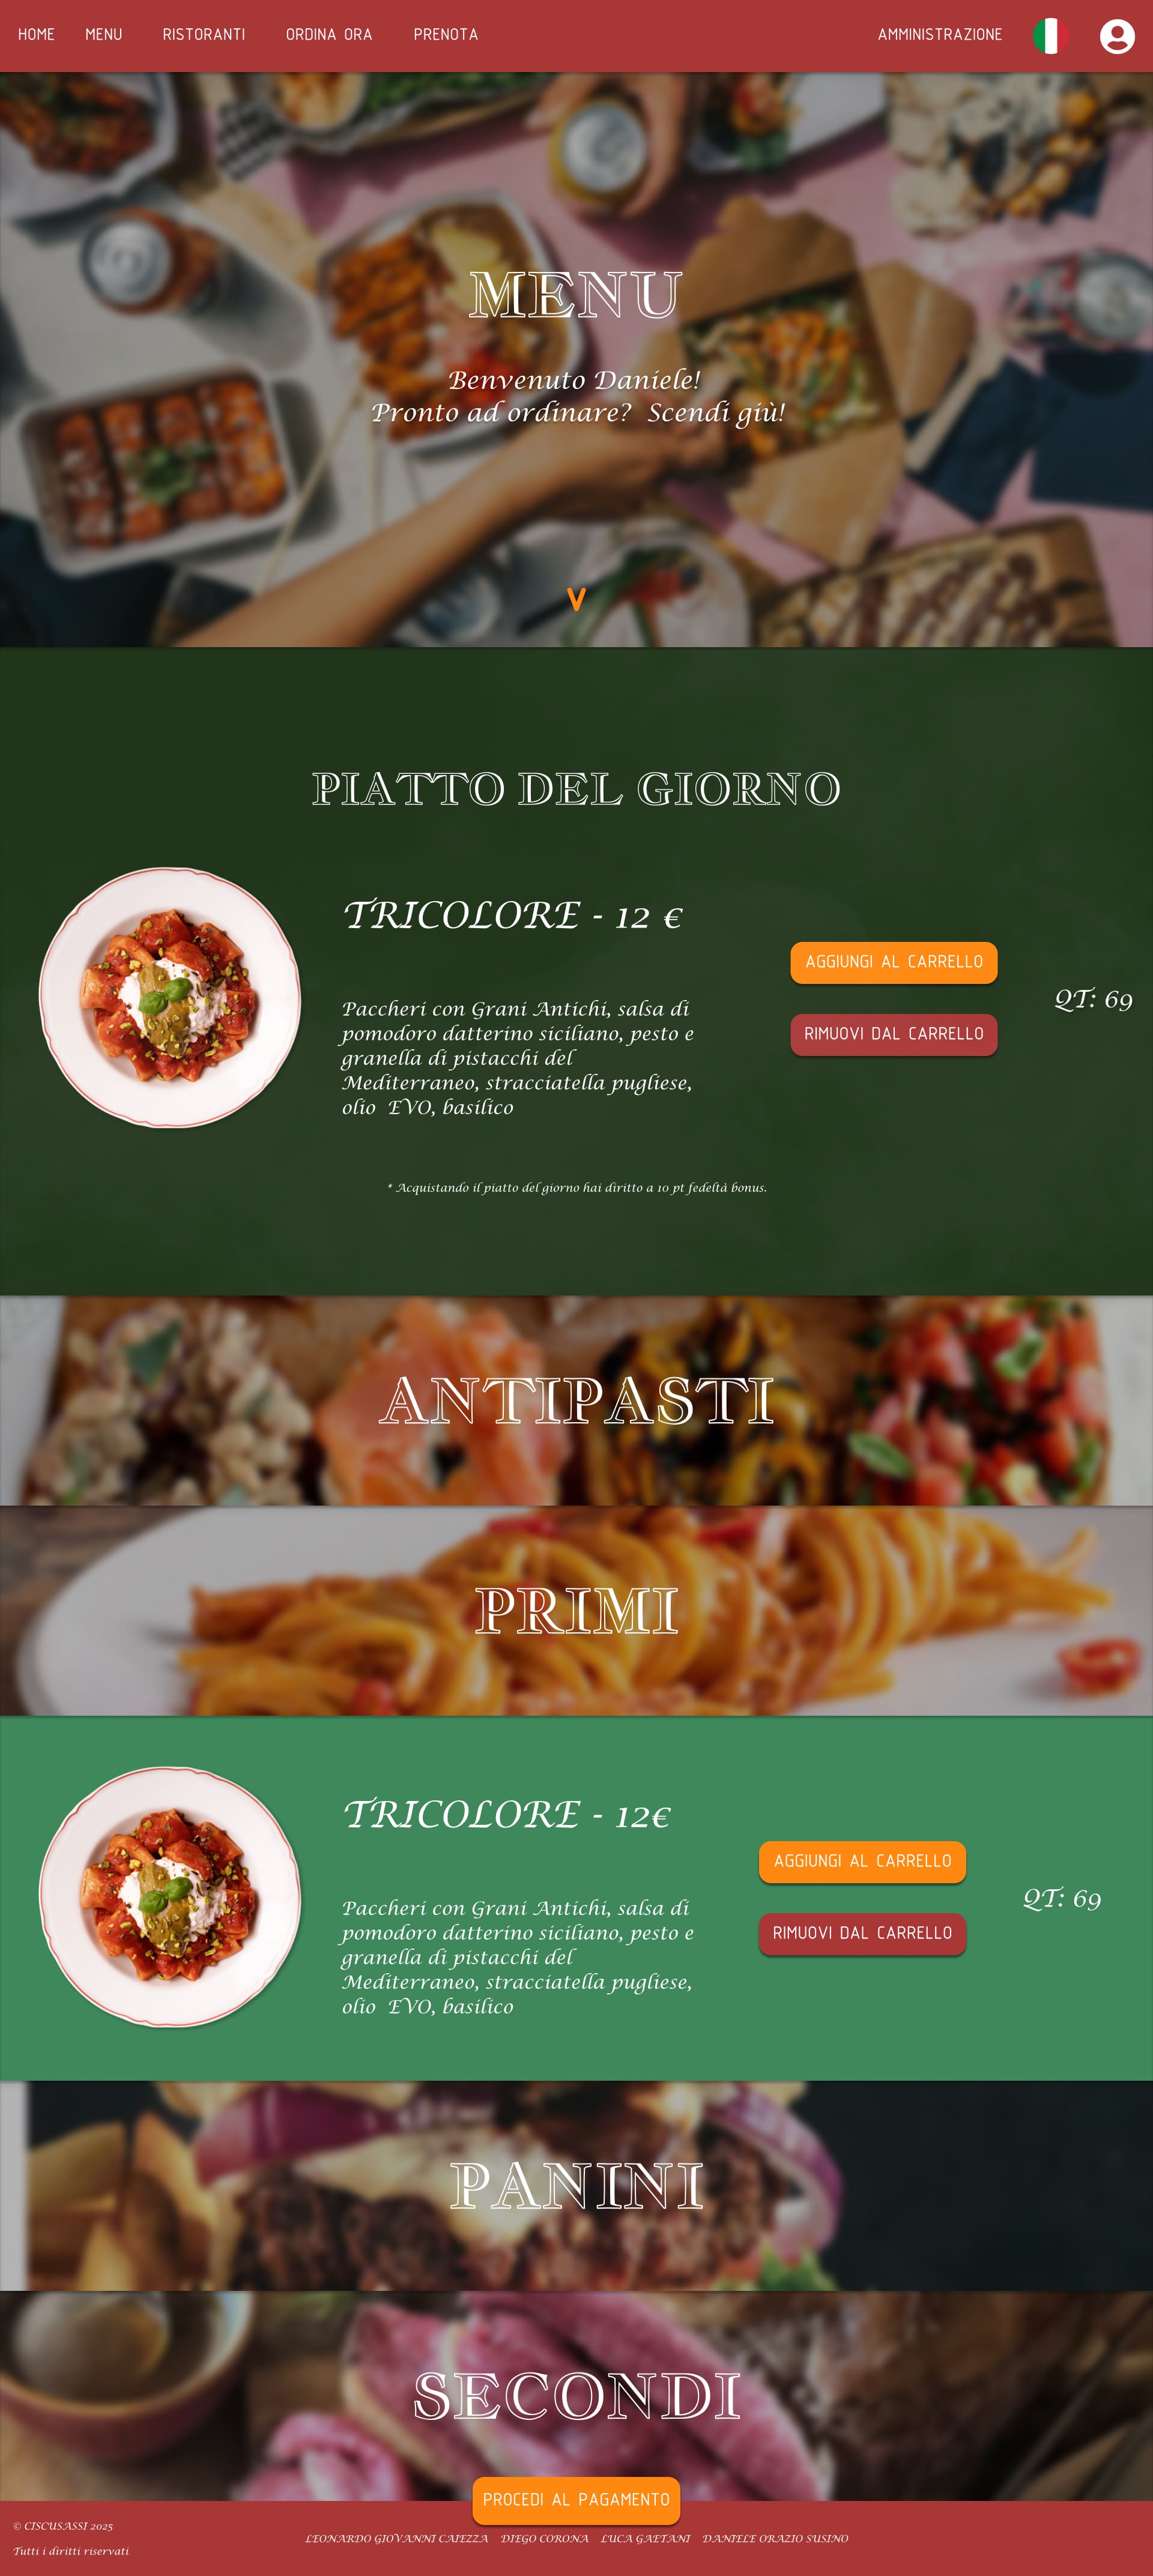 HOME MENU RISTORANTI ORDINA ORA PRENOTA AMMINISTRAZIONE
MENU
Benvenuto Daniele!
Pronto ad ordinare? Scendi giù!
V
PIATTO DEL GIORNO
TRICOLORE - 12 €
Paccheri con Grani Antichi, salsa di
pomodoro datterino siciliano, pesto e
granella di pistacchi del
Mediterraneo, stracciatella pugliese,
olio EVO, basilico
AGGIUNGI AL CARRELLO
RIMUOVI DAL CARRELLO
QT: 69
* Acquistando il piatto del giorno hai diritto a 10 pt fedeltà bonus.
ANTIPASTI
PRIMI
TRICOLORE - 12€
Paccheri con Grani Antichi, salsa di
pomodoro datterino siciliano, pesto e
granella di pistacchi del
Mediterraneo, stracciatella pugliese,
olio EVO, basilico
AGGIUNGI AL CARRELLO
RIMUOVI DAL CARRELLO
QT: 69
PANINI
SECONDI
PROCEDI AL PAGAMENTO
© CISCUSASSI 2025
Tutti i diritti riservati
LEONARDO GIOVANNI CAIEZZA DIEGO CORONA LUCA GAETANI DANIELE ORAZIO SUSINO